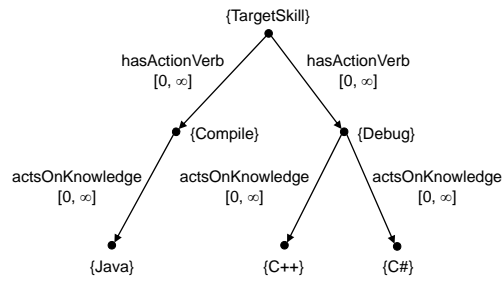 {TargetSkill}
hasActionVerb
[0, ∞]
hasActionVerb
[0, ∞]
{Compile}
{Debug}
actsOnKnowledge
[0, ∞]
actsOnKnowledge
[0, ∞]
actsOnKnowledge
[0, ∞]
{Java}
{C++}
{C#}